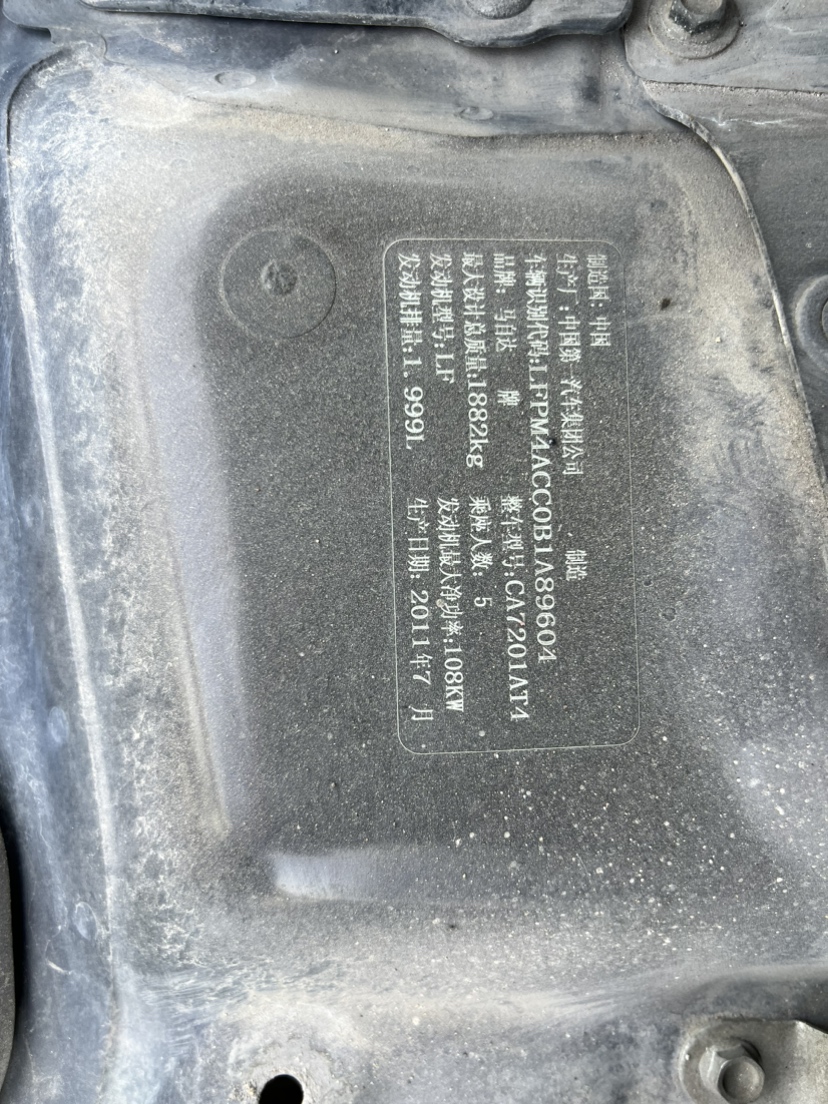 制造国：中国
生产厂：中国第一汽车集团公司 制造
车辆识别代码:LFPM4ACC0B1A89604
品牌：马自达 牌 整车型号:CA7201AT4
最大设计总质量:1882kg 乘座人数：5
发动机型号:LF 发动机最大净功率:108KW
发动机排量:1.999L 生产日期：2011年7月